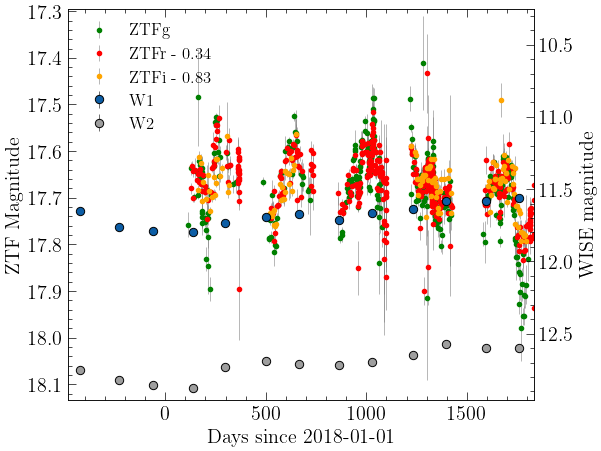 ZTFg
ZTFr - 0.34
ZTFi - 0.83
W1
W2
17.3
17.4
17.5
17.6
17.7
17.8
17.9
18.0
18.1
ZTF Magnitude
10.5
11.0
11.5
12.0
12.5
WISE magnitude
0
500
1000
1500
Days since 2018-01-01